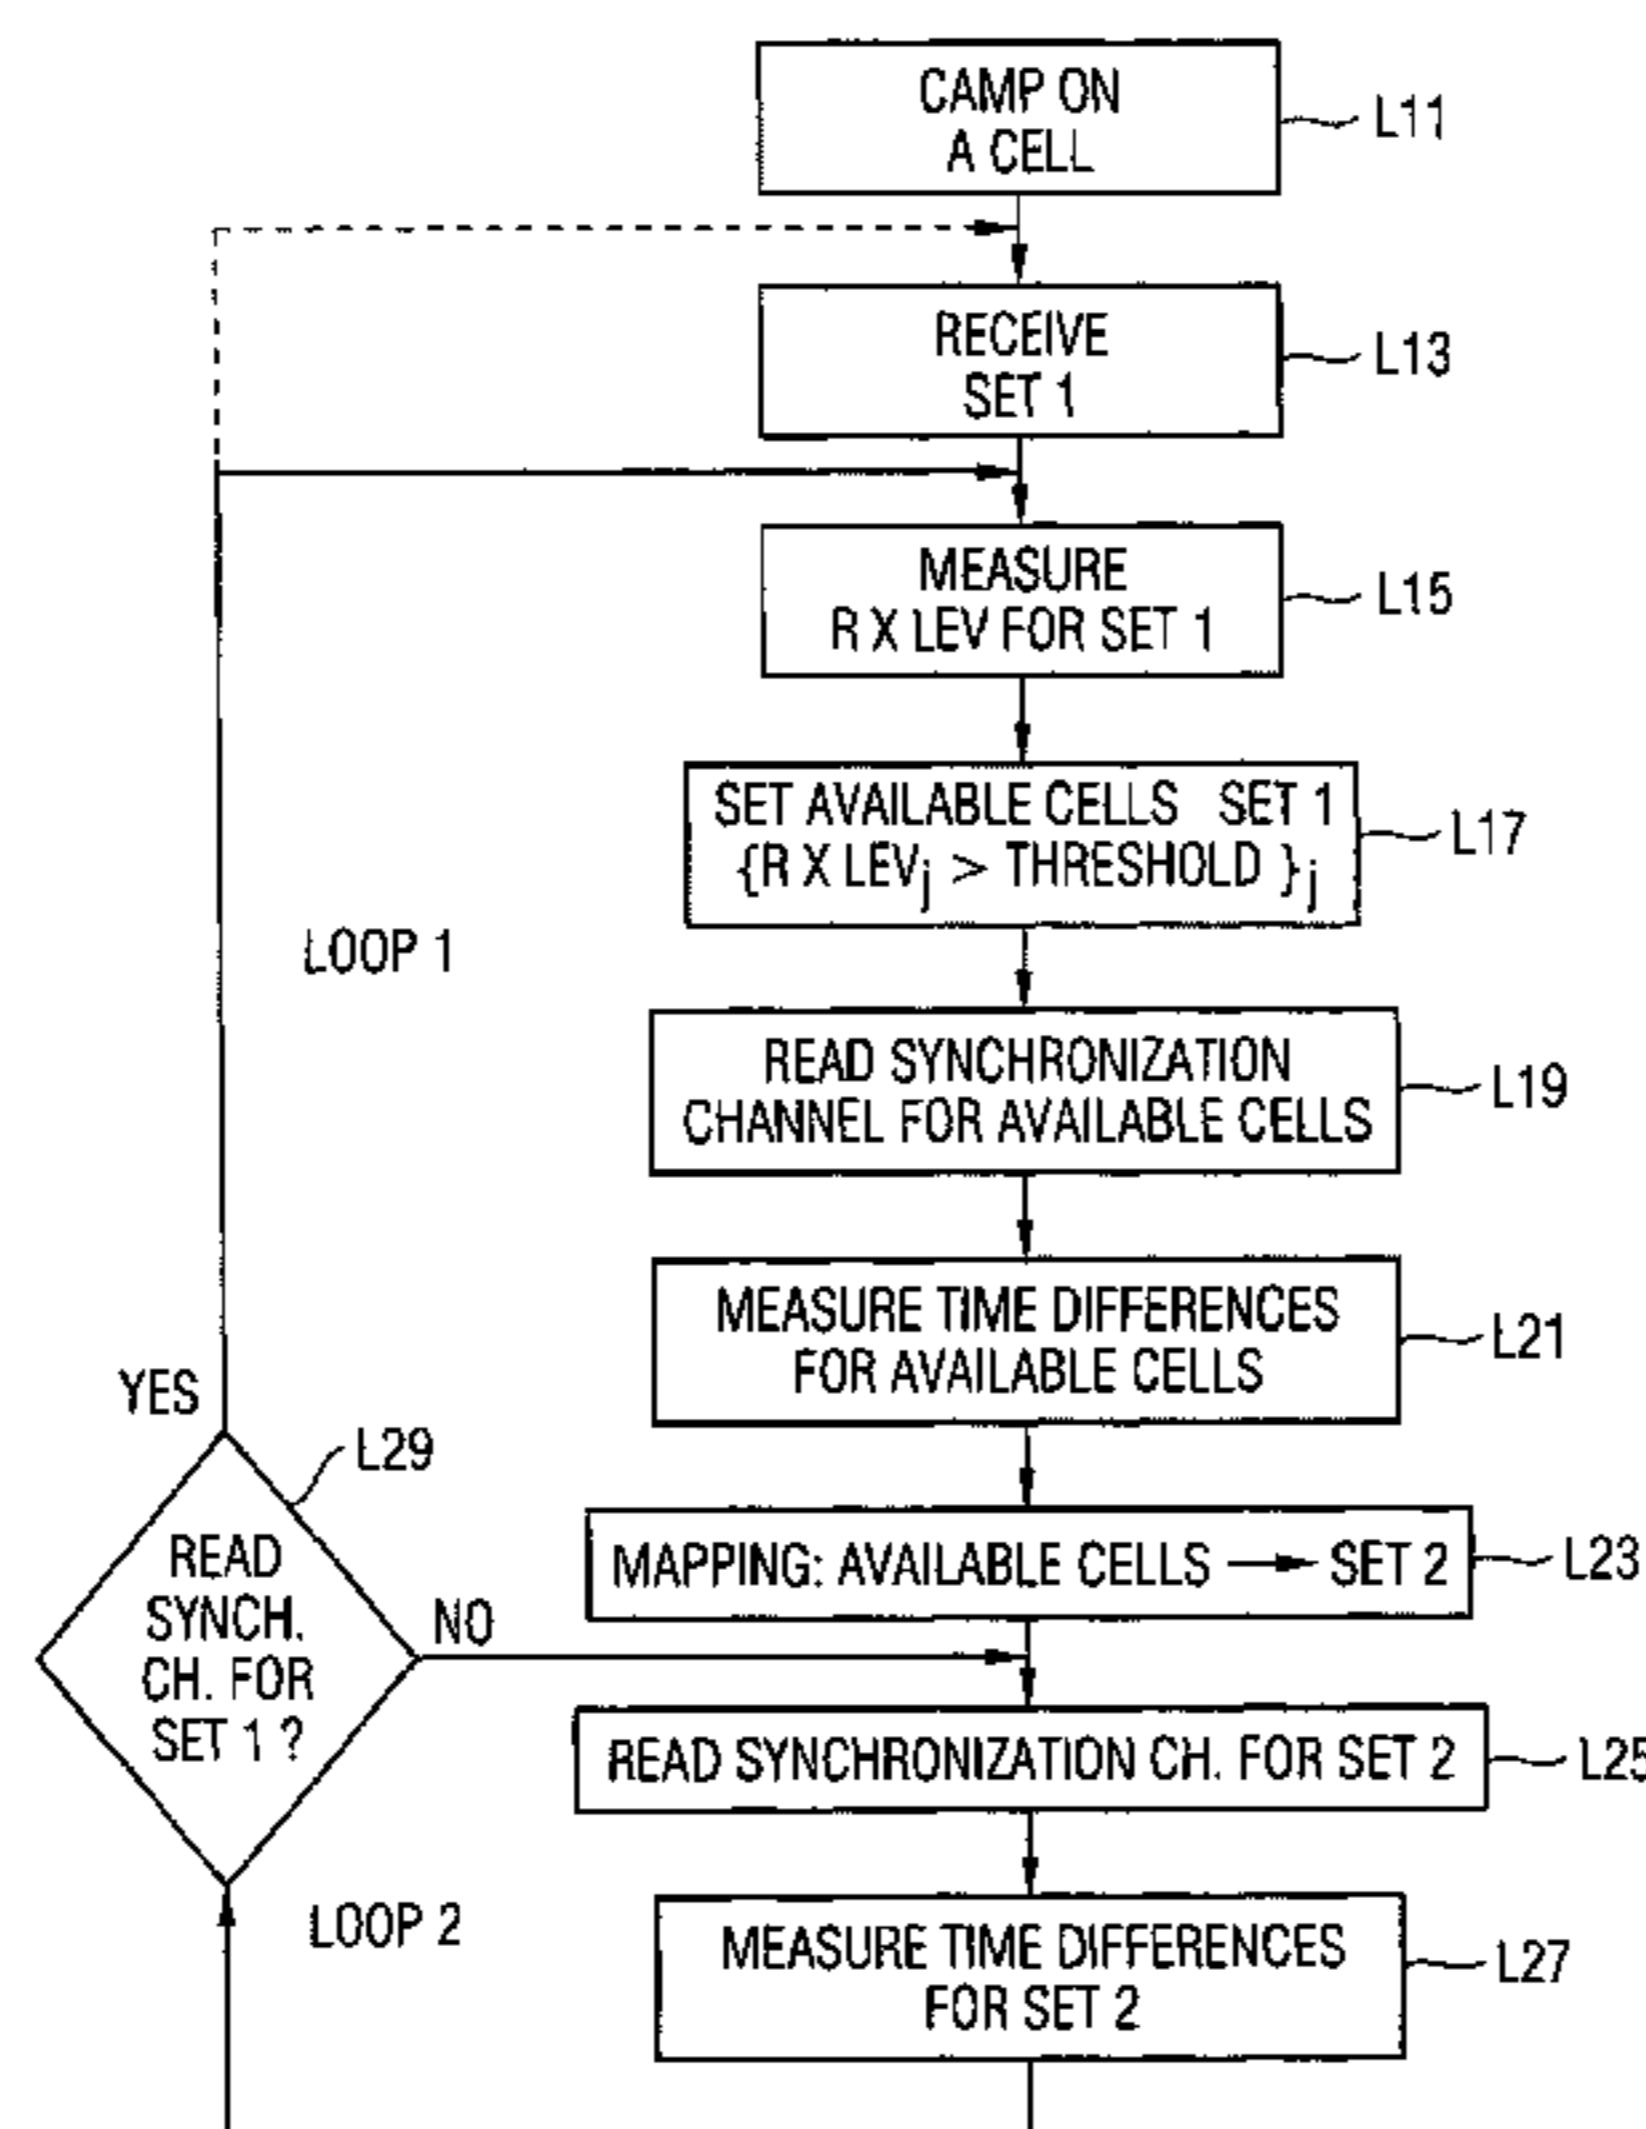 CAMP ON
A CELL
L11
RECEIVE
SET 1
L13
MEASURE
R X LEV FOR SET 1
L15
SET AVAILABLE CELLS SET 1
{R X LEVj > THRESHOLD }j
L17
LOOP 1
READ SYNCHRONIZATION
CHANNEL FOR AVAILABLE CELLS
L19
MEASURE TIME DIFFERENCES
FOR AVAILABLE CELLS
L21
YES
L29
READ
SYNCH.
CH. FOR
SET 1 ?
NO
MAPPING: AVAILABLE CELLS → SET 2
L23
READ SYNCHRONIZATION CH. FOR SET 2
L25
LOOP 2
MEASURE TIME DIFFERENCES
FOR SET 2
L27